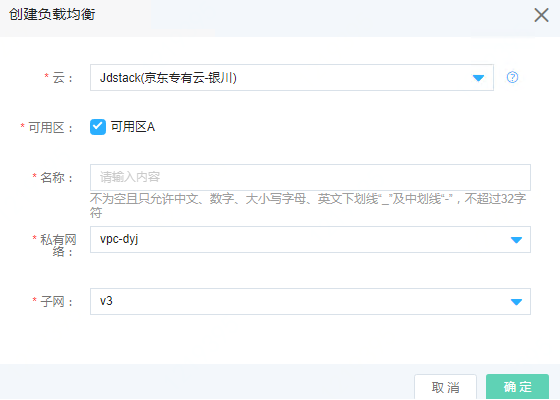 创建负载均衡
* 云： Jdstack(京东专有云-银川)
* 可用区： 可用区A
* 名称： 请输入内容
不为空且只允许中文、数字、大小写字母、英文下划线“_”及中划线“-”，不超过32字
符
* 私有网
络： vpc-dyj
* 子网： v3
取 消 确 定